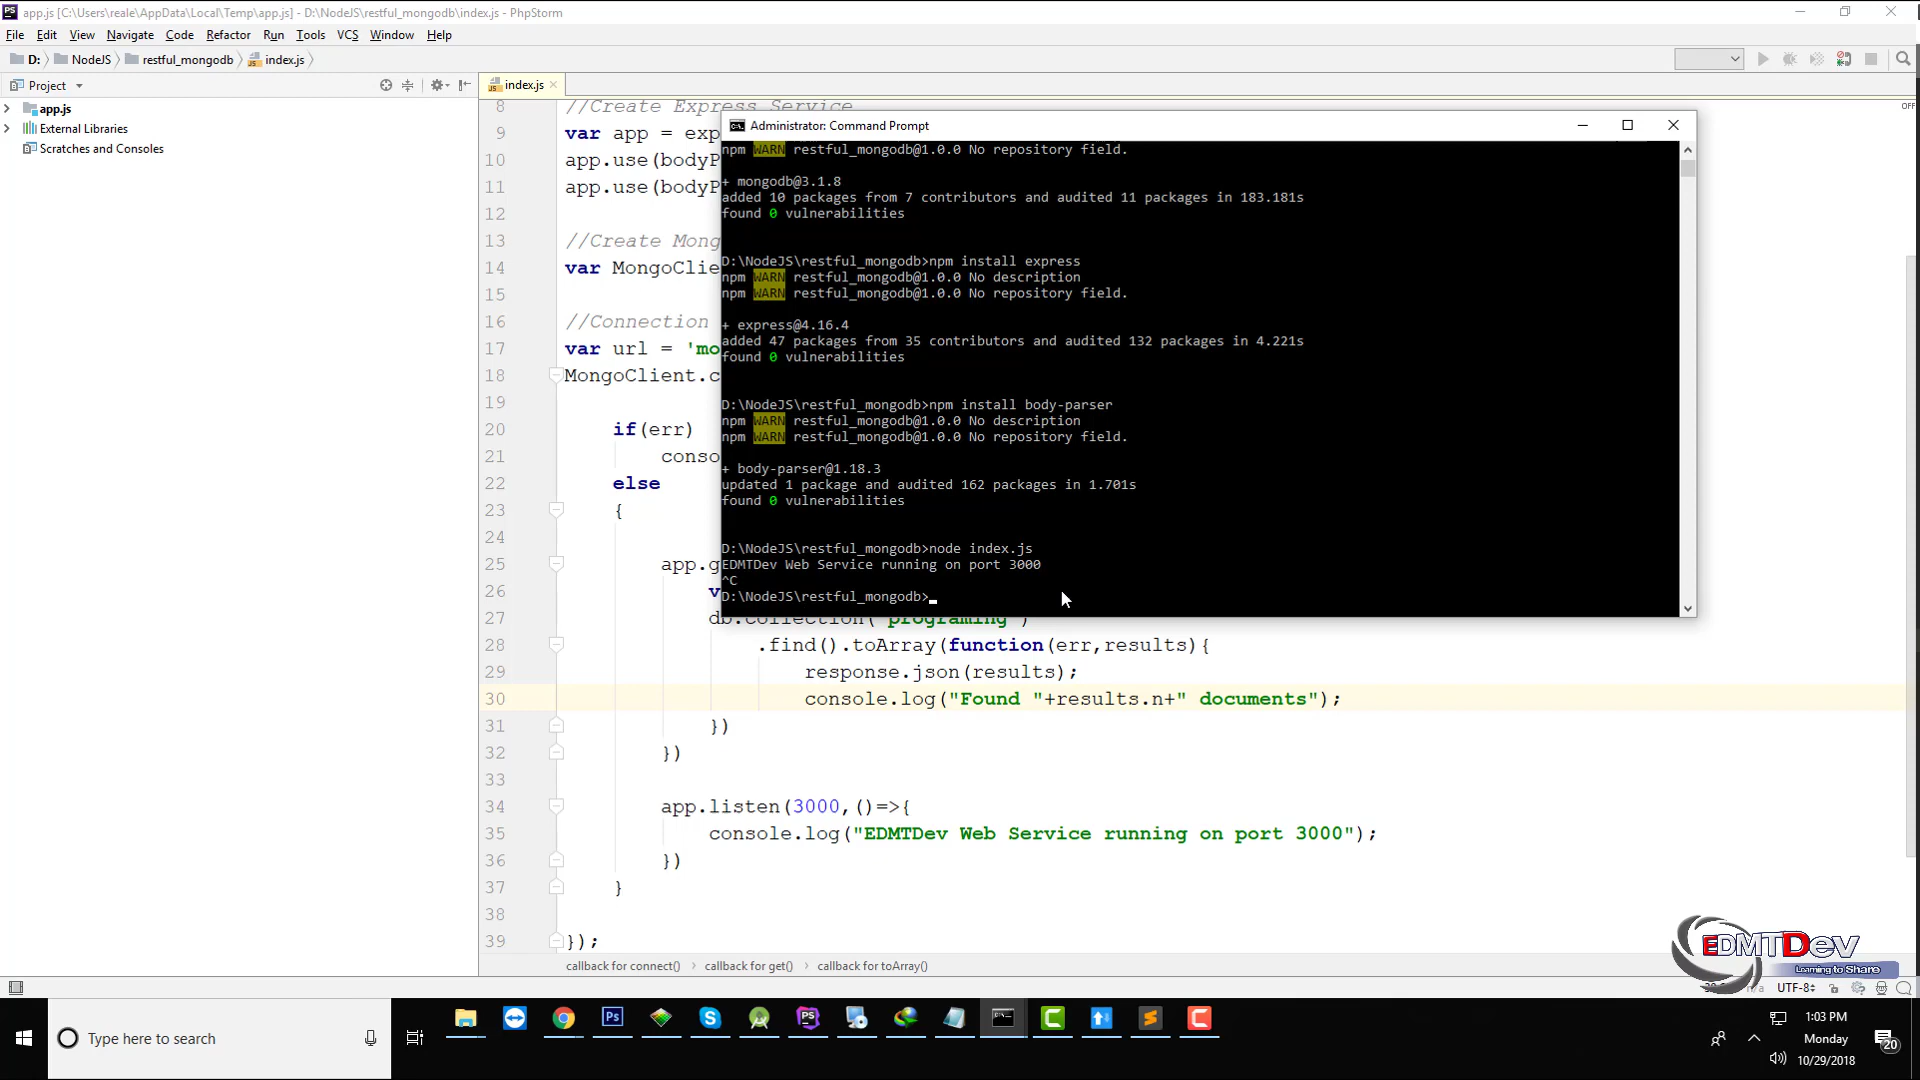 app.js [C:\Users\reale\AppData\Local\Temp\app.js] - D:\NodeJS\restful_mongodb\index.js - PhpStorm
File Edit View Navigate Code Refactor Run Tools VCS Window Help
D: NodeJS restful_mongodb index.js
Project
index.js
app.js
External Libraries
Scratches and Consoles
OFF
8 //Create Express Service
9 var app = exp
10 app.use(bodyP
11 app.use(bodyP
12
13 //Create Mong
14 var MongoClie
15
16 //Connection
17 var url = 'mo
18 MongoClient.c
19
20 if(err)
21 conso
22 else
23 {
24
25 app.g
26 v
27 db.collection('programing')
28 .find().toArray(function(err,results){
29 response.json(results);
30 console.log("Found "+results.n+" documents");
31 })
32 })
33
34 app.listen(3000,()=>{
35 console.log("EDMTDev Web Service running on port 3000");
36 })
37 }
38
39 });
Administrator: Command Prompt
npm WARN restful_mongodb@1.0.0 No repository field.
+ mongodb@3.1.8
added 10 packages from 7 contributors and audited 11 packages in 183.181s
found 0 vulnerabilities
D:\NodeJS\restful_mongodb>npm install express
npm WARN restful_mongodb@1.0.0 No description
npm WARN restful_mongodb@1.0.0 No repository field.
+ express@4.16.4
added 47 packages from 35 contributors and audited 132 packages in 4.221s
found 0 vulnerabilities
D:\NodeJS\restful_mongodb>npm install body-parser
npm WARN restful_mongodb@1.0.0 No description
npm WARN restful_mongodb@1.0.0 No repository field.
+ body-parser@1.18.3
updated 1 package and audited 162 packages in 1.701s
found 0 vulnerabilities
D:\NodeJS\restful_mongodb>node index.js
EDMTDev Web Service running on port 3000
^C
D:\NodeJS\restful_mongodb>
callback for connect() callback for get() callback for toArray()
EDMTDev
Learning to Share
n/a UTF-8
Type here to search
Ps
PS
1:03 PM
Monday
10/29/2018
20